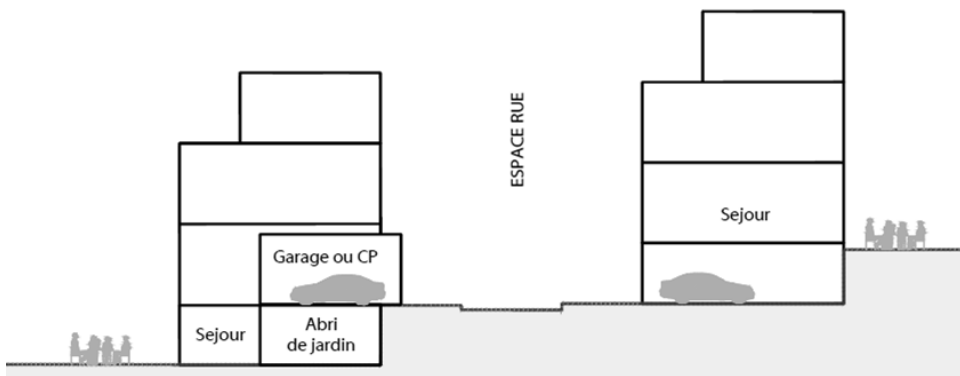 ESPACE RUE
Garage ou CP
Sejour
Abri
de jardin
Sejour